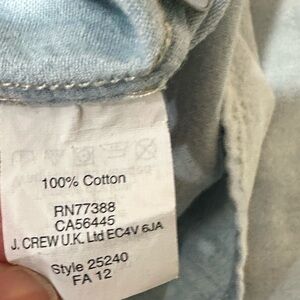 100% Cotton
RN77388
CA56445
J. CREW U.K. Ltd EC4V 6JA
Style 25240
FA 12